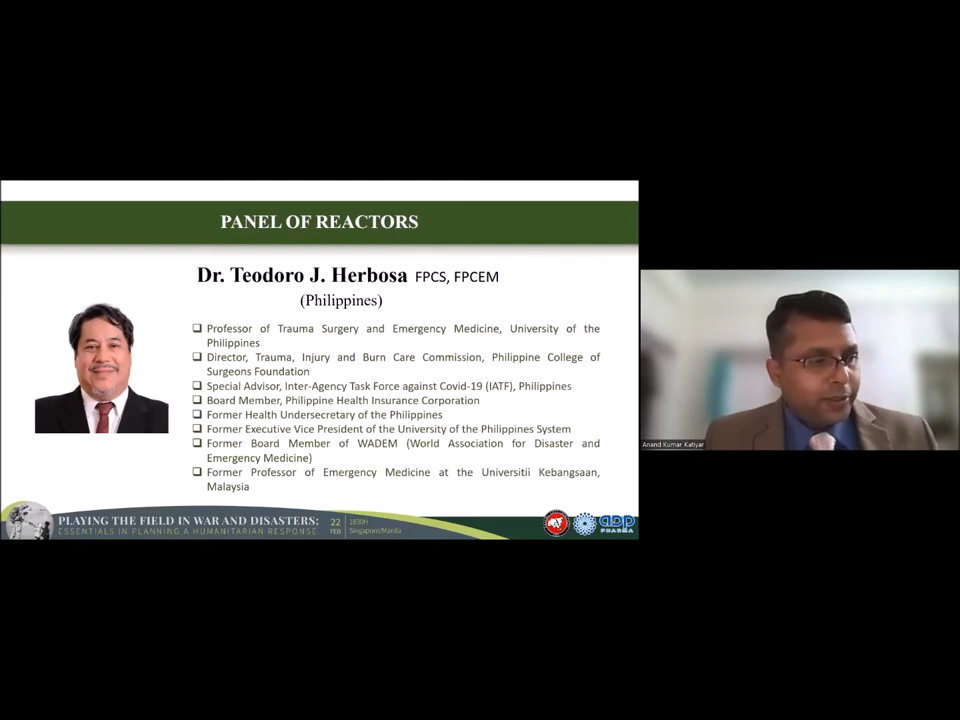 PANEL OF REACTORS
Dr. Teodoro J. Herbosa FPCS, FPCEM
(Philippines)
Professor of Trauma Surgery and Emergency Medicine, University of the
Philippines
Director, Trauma, Injury and Burn Care Commission, Philippine College of
Surgeons Foundation
Special Advisor, Inter-Agency Task Force against Covid-19 (IATF), Philippines
Board Member, Philippine Health Insurance Corporation
Former Health Undersecretary of the Philippines
Former Executive Vice President of the University of the Philippines System
Former Board Member of WADEM (World Association for Disaster and
Emergency Medicine)
Former Professor of Emergency Medicine at the Universitii Kebangsaan,
Malaysia
Anand Kumar Katiyar
PLAYING THE FIELD IN WAR AND DISASTERS:
ESSENTIALS IN PLANNING A HUMANITARIAN RESPONSE
22
FEB
1830H
Singapore/Manila
PHARMA